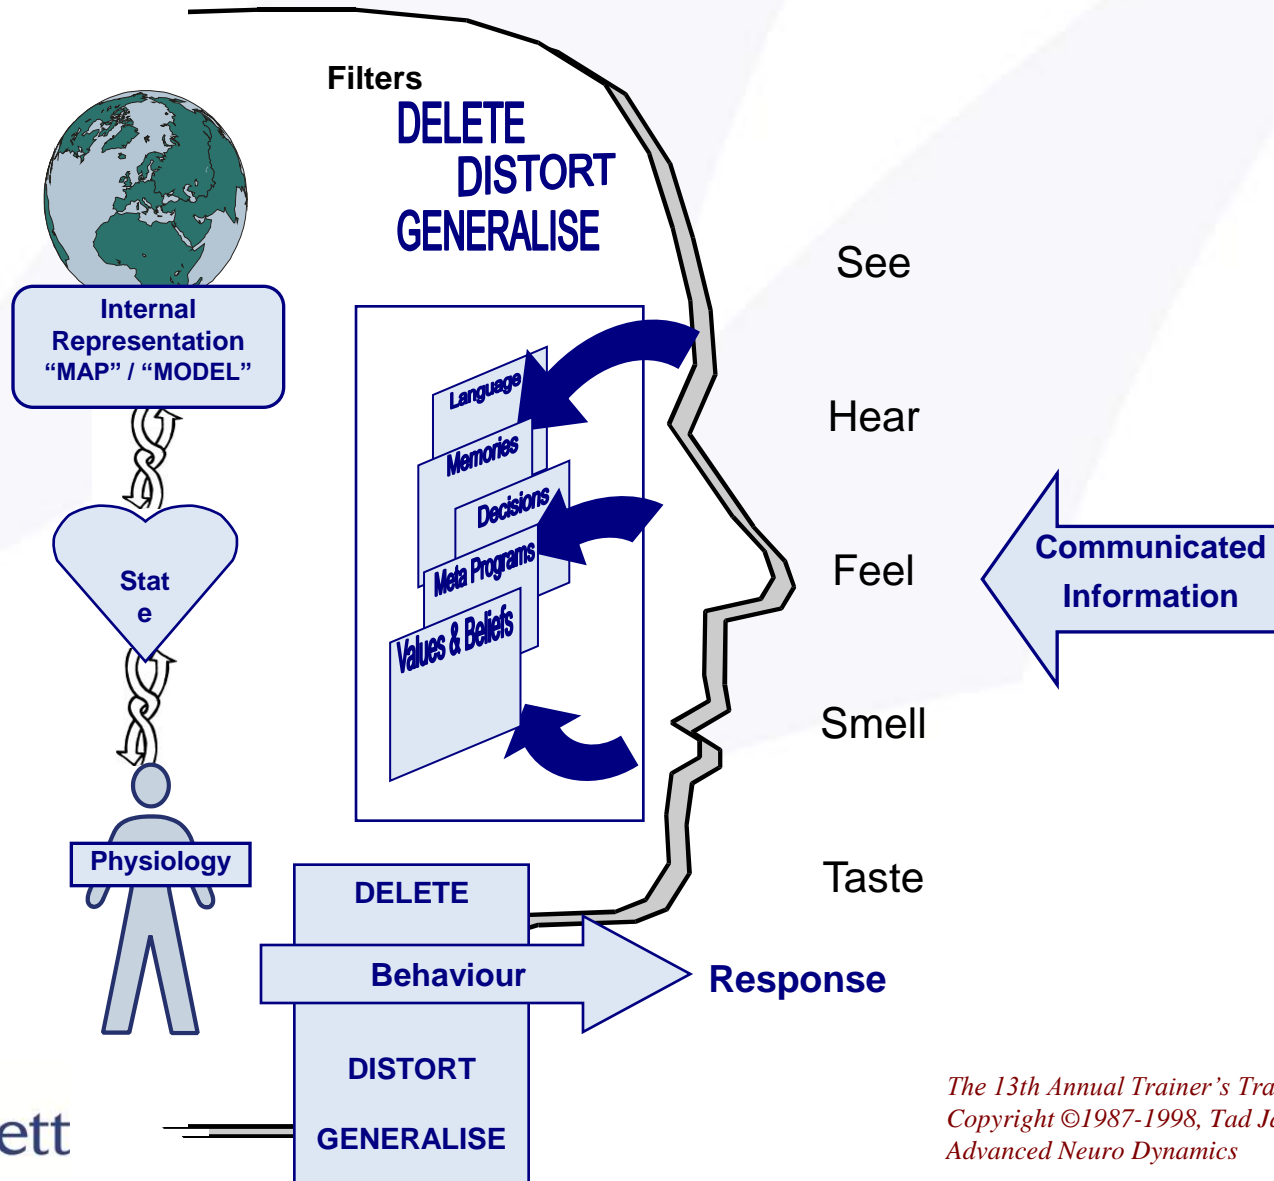 Filters
DELETE
DISTORT
GENERALISE
Internal
Representation
“MAP” / “MODEL”
Stat
e
Physiology
Language
Memories
Decisions
Meta Programs
Values & Beliefs
See
Hear
Feel
Smell
Taste
Communicated
Information
DELETE
Behaviour
Response
DISTORT
GENERALISE
The 13th Annual Trainer’s
Copyright ©1987-1998, Tad
Advanced Neuro Dynamics